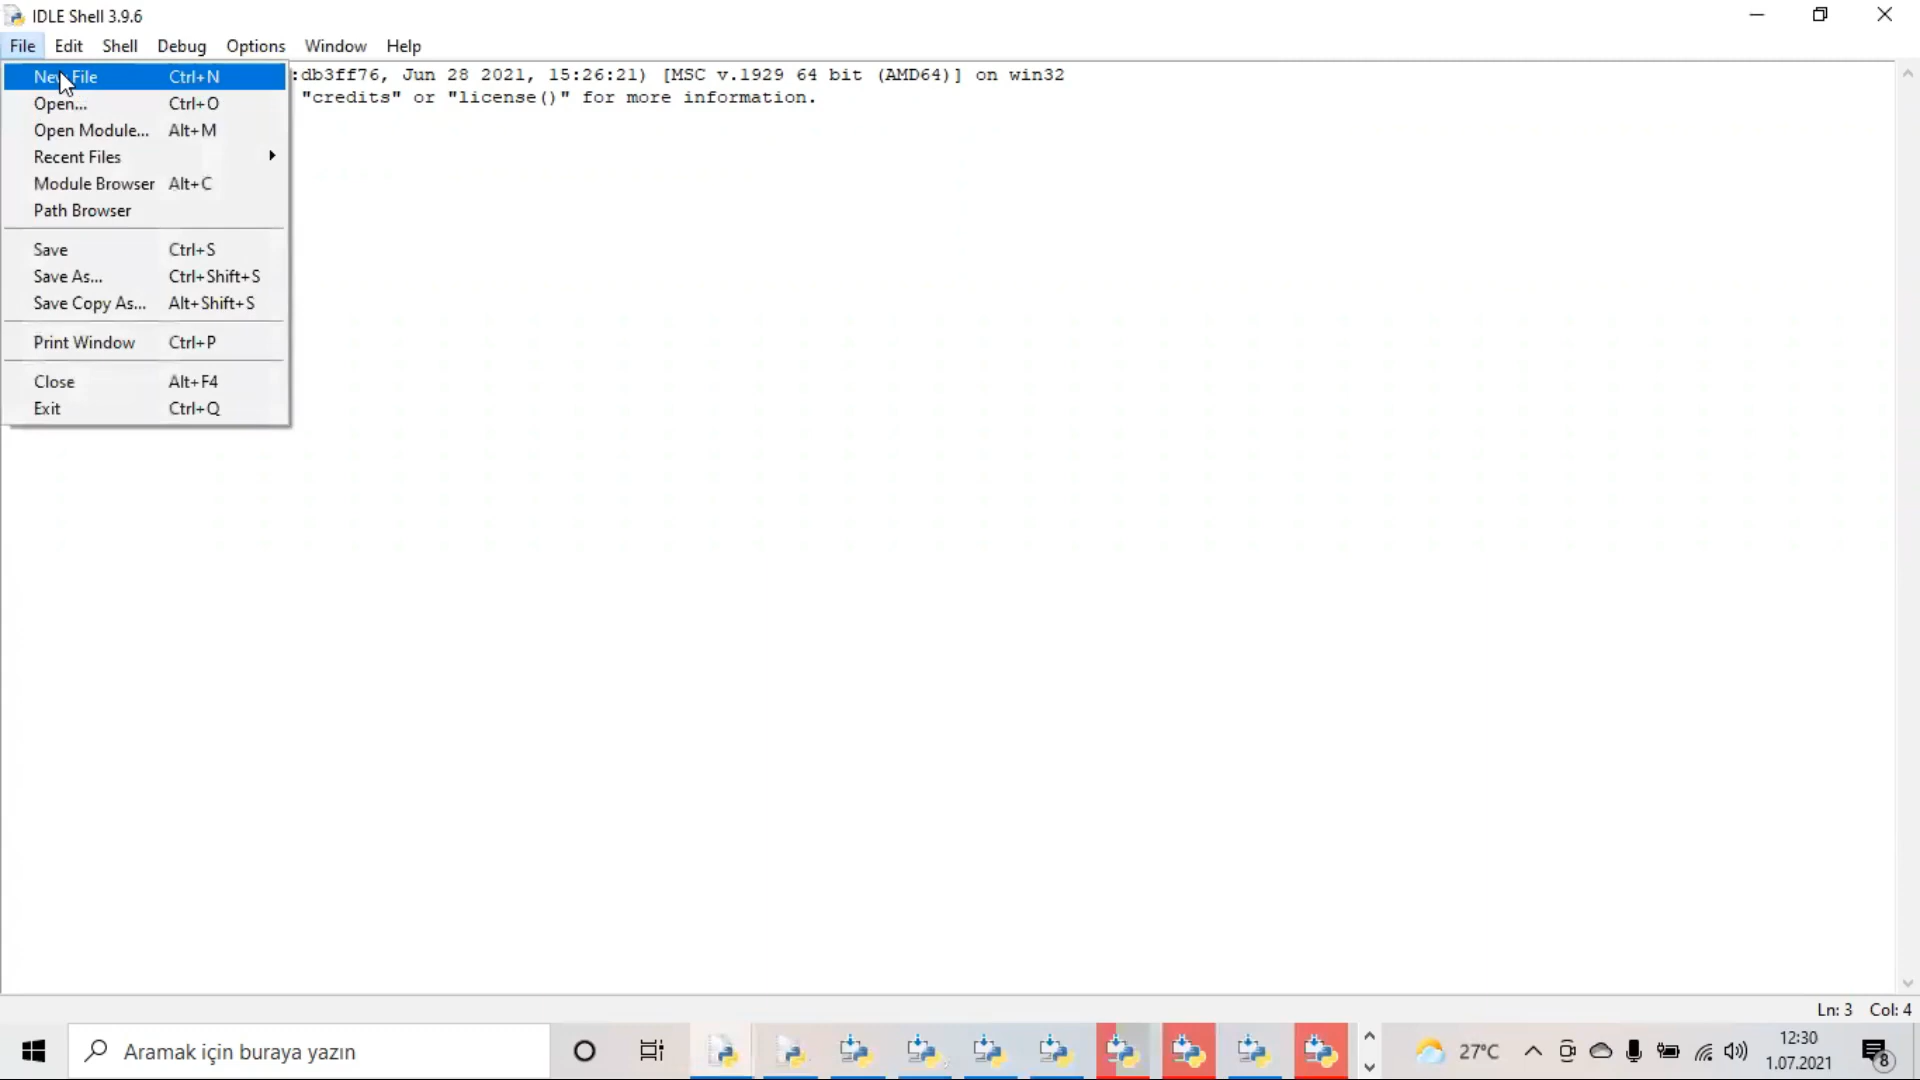 IDLE Shell 3.9.6
File Edit Shell Debug Options Window Help
:db3ff76, Jun 28 2021, 15:26:21) [MSC v.1929 64 bit (AMD64)] on win32
"credits" or "license()" for more information.
New File Ctrl+N
Open... Ctrl+O
Open Module... Alt+M
Recent Files
Module Browser Alt+C
Path Browser
Save Ctrl+S
Save As... Ctrl+Shift+S
Save Copy As... Alt+Shift+S
Print Window Ctrl+P
Close Alt+F4
Exit Ctrl+Q
Ln: 3 Col: 4
Aramak için buraya yazın
27°C
12:30
1.07.2021
8